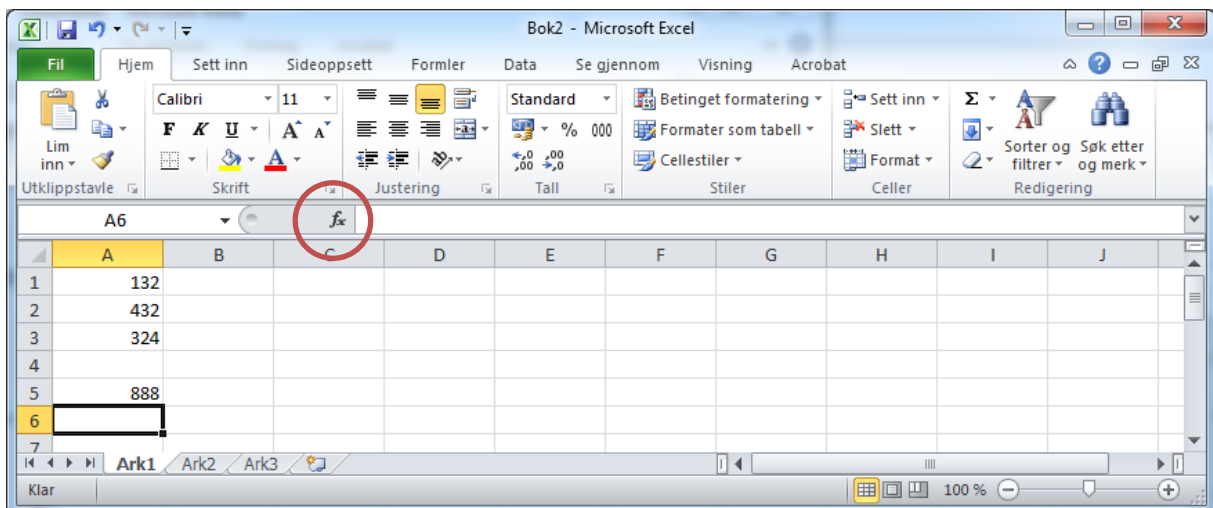 Bok2 - Microsoft Excel
Fil Hjem Sett inn Sideoppsett Formler Data Se gjennom Visning Acrobat
Calibri 11 Standard Betinget formatering Sett inn Σ
F K U A A a % 000 Formater som tabell Slett
Lim inn A ,00 ,0 ,00 Cellestiler Format Sorter og filtrer Søk etter og merk
Utklippstavle Skrift Justering Tall Stiler Celler Redigering
A6 fx
A B C D E F G H I J
1 132
2 432
3 324
4
5 888
6
7
Ark1 Ark2 Ark3
Klar 100 %